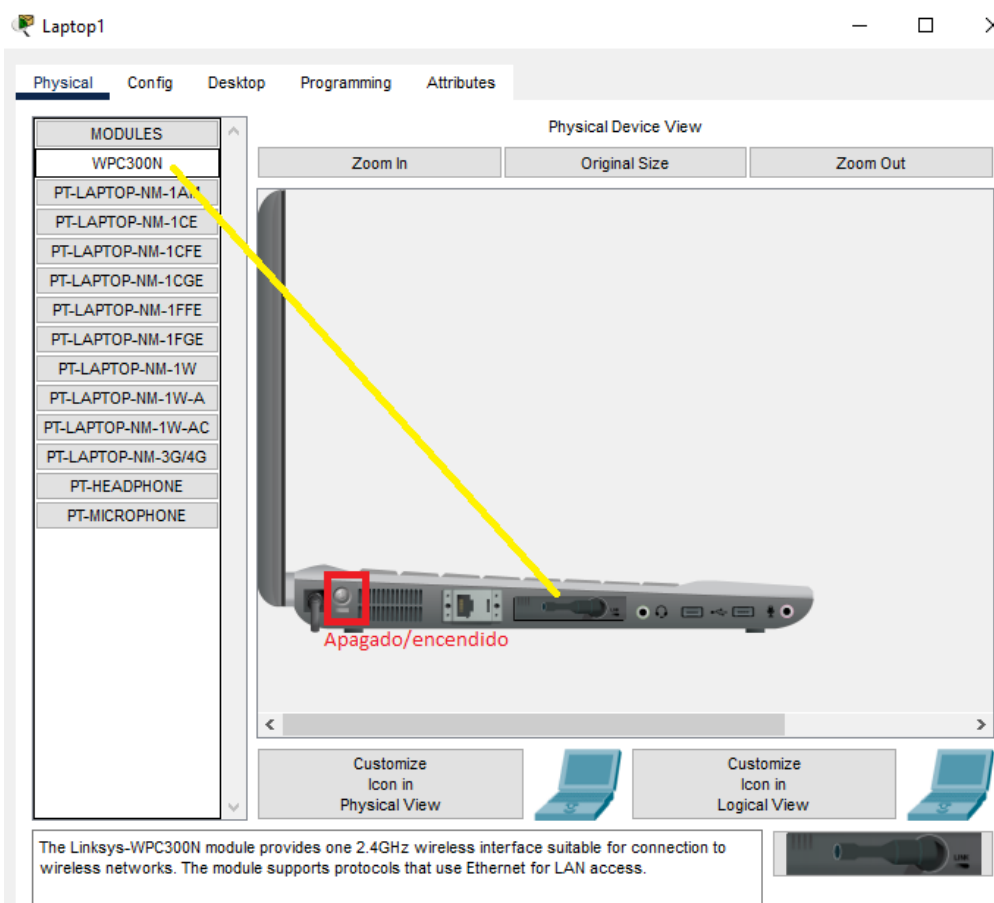 Laptop1
Physical Config Desktop Programming Attributes
MODULES
WPC300N
PT-LAPTOP-NM-1AM
PT-LAPTOP-NM-1CE
PT-LAPTOP-NM-1CFE
PT-LAPTOP-NM-1CGE
PT-LAPTOP-NM-1FFE
PT-LAPTOP-NM-1FGE
PT-LAPTOP-NM-1W
PT-LAPTOP-NM-1W-A
PT-LAPTOP-NM-1W-AC
PT-LAPTOP-NM-3G/4G
PT-HEADPHONE
PT-MICROPHONE
Physical Device View
Zoom In Original Size Zoom Out
Apagado/encendido
Customize
Icon in
Physical View
Customize
Icon in
Logical View
The Linksys-WPC300N module provides one 2.4GHz wireless interface suitable for connection to
wireless networks. The module supports protocols that use Ethernet for LAN access.
LINK